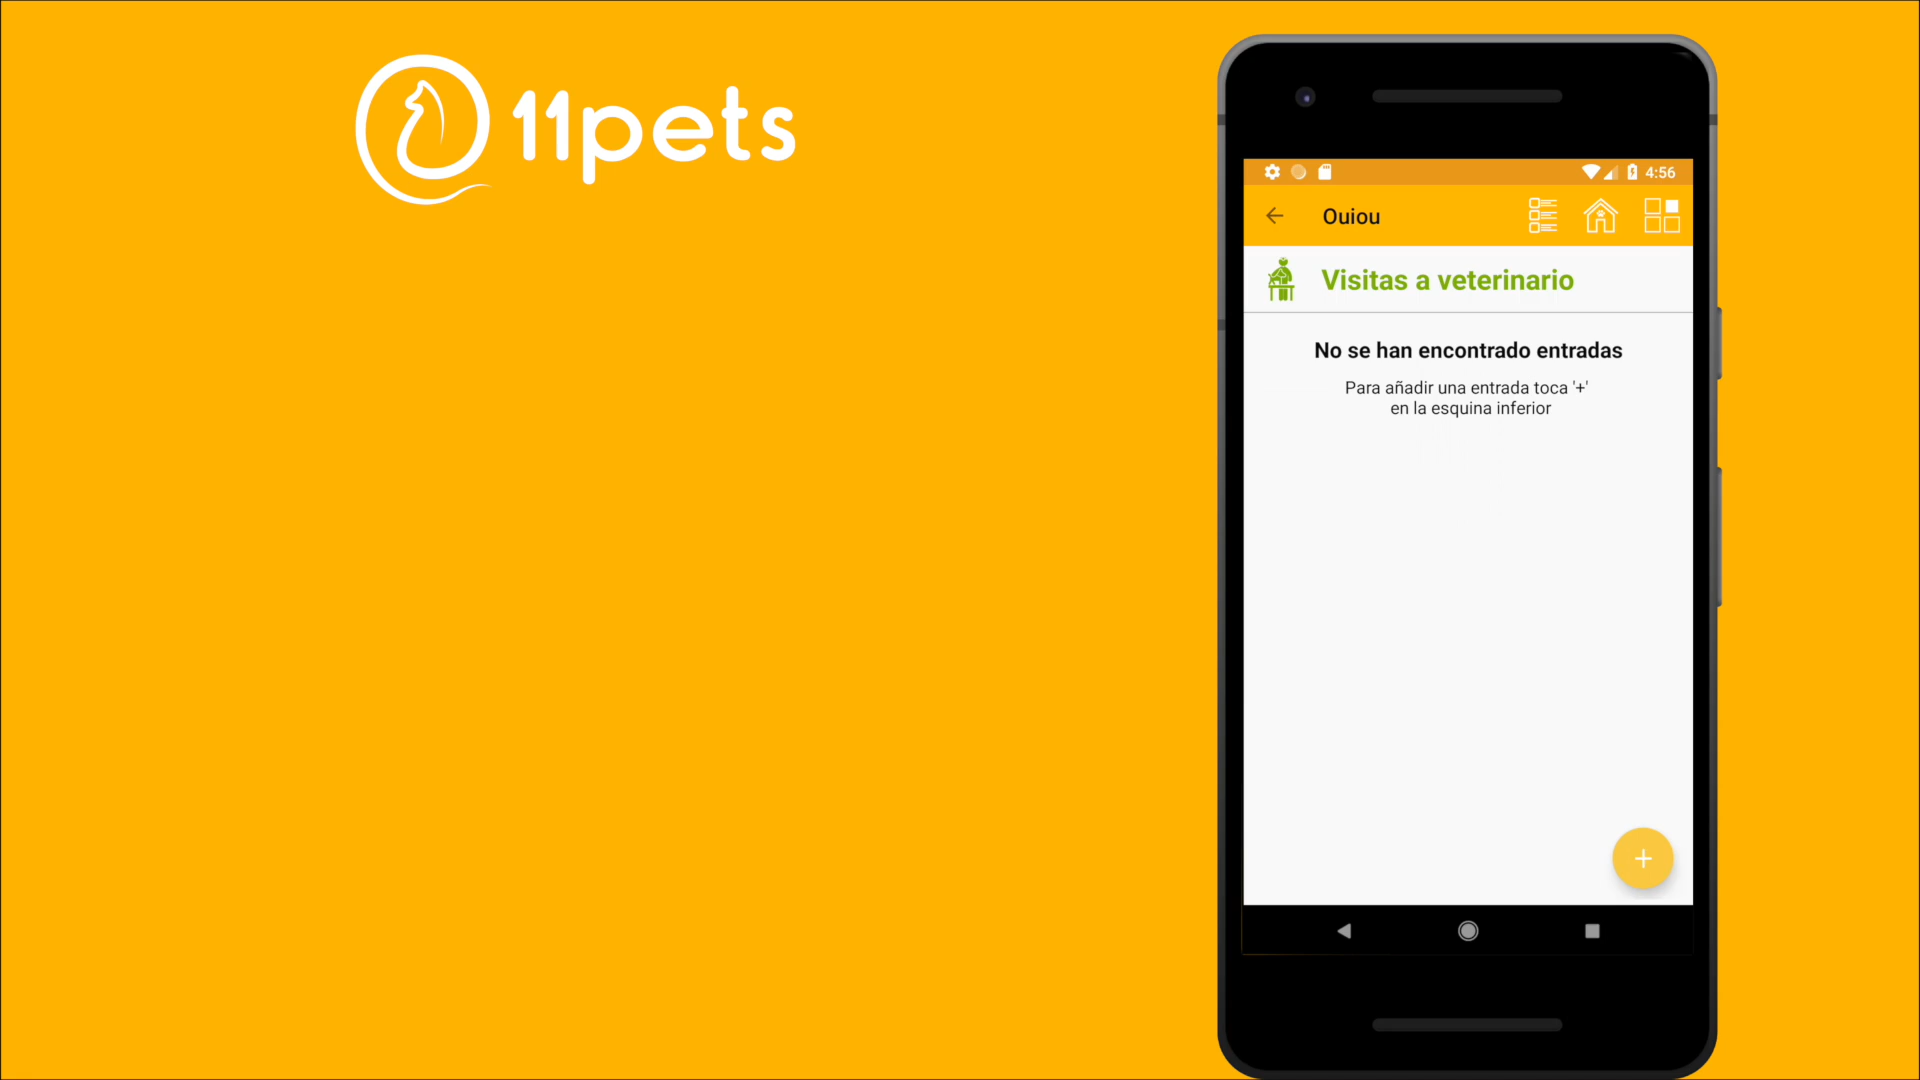 11pets
4:56
Ouiou
Visitas a veterinario
No se han encontrado entradas
Para añadir una entrada toca '+'
en la esquina inferior